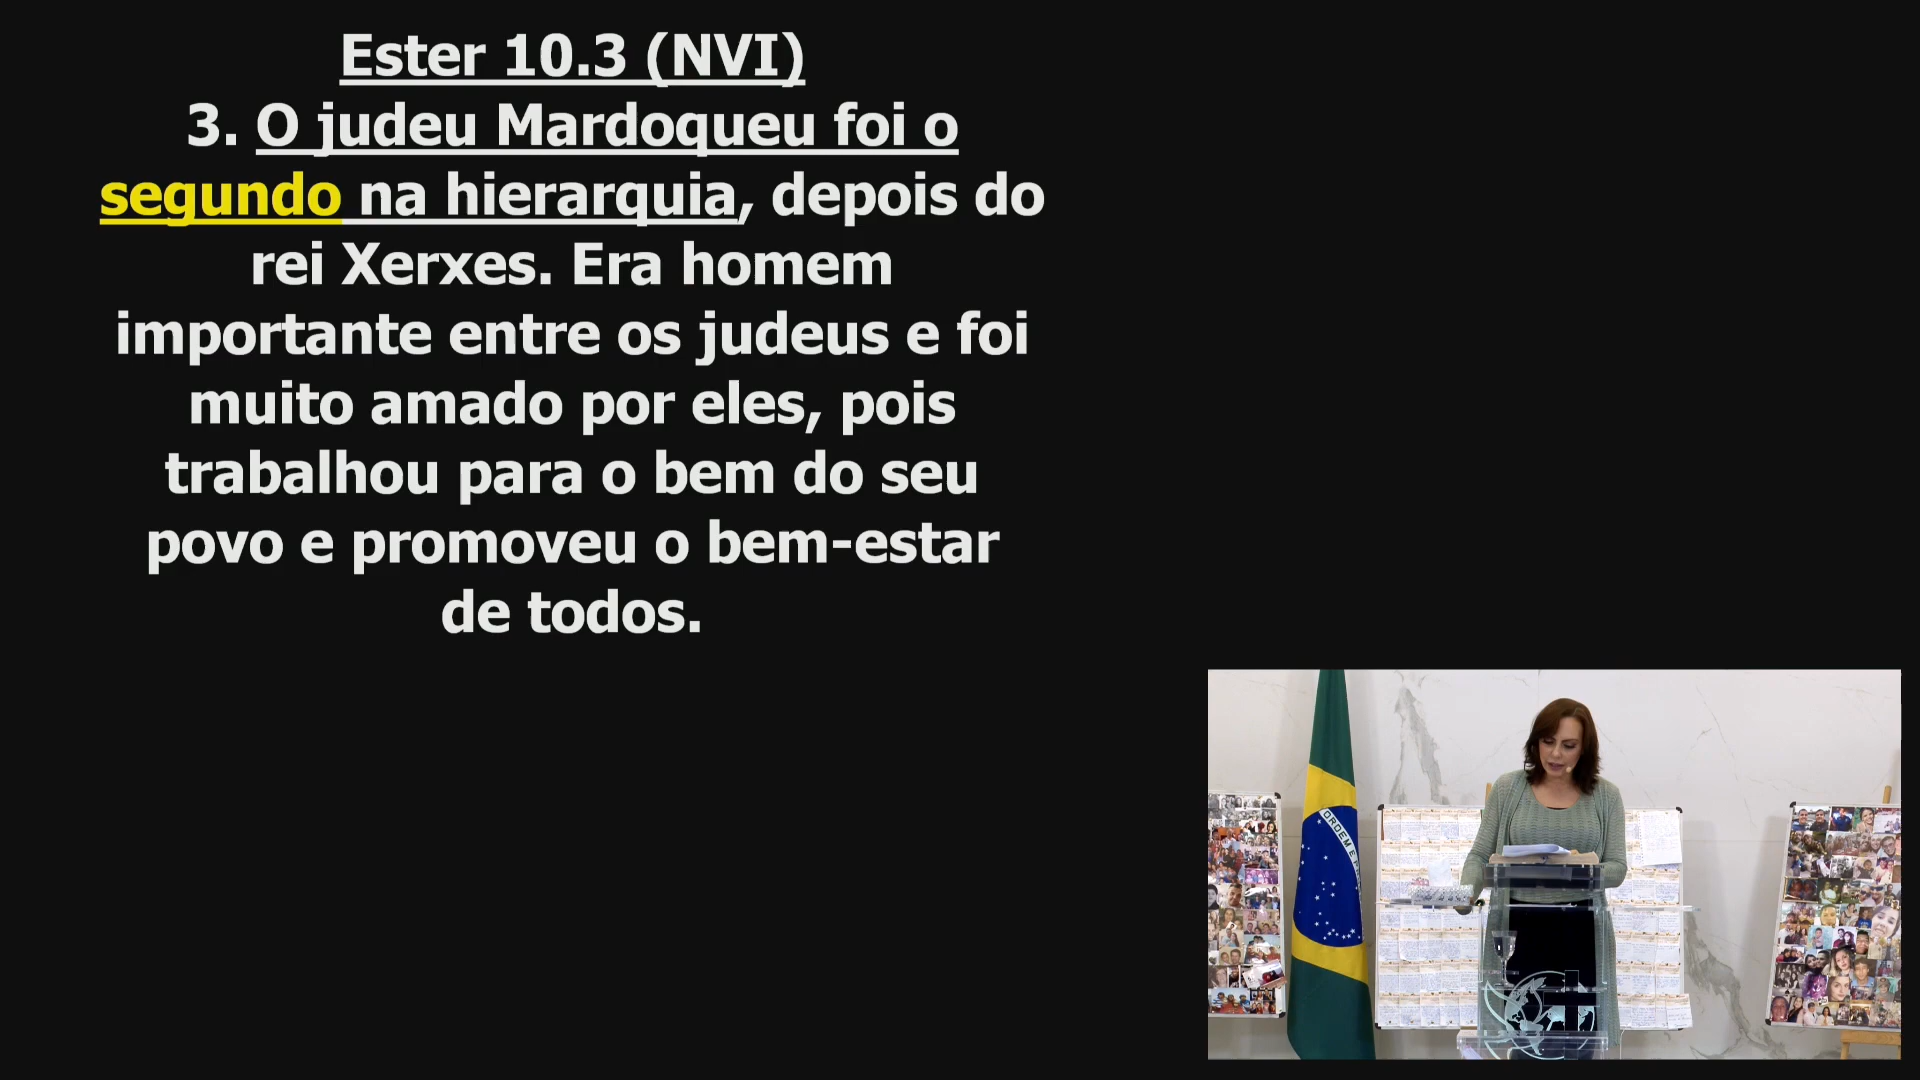 Ester 10.3 (NVI)
3. O judeu Mardoqueu foi o
segundo na hierarquia, depois do
rei Xerxes. Era homem
importante entre os judeus e foi
muito amado por eles, pois
trabalhou para o bem do seu
povo e promoveu o bem-estar
de todos.
ORDEM E